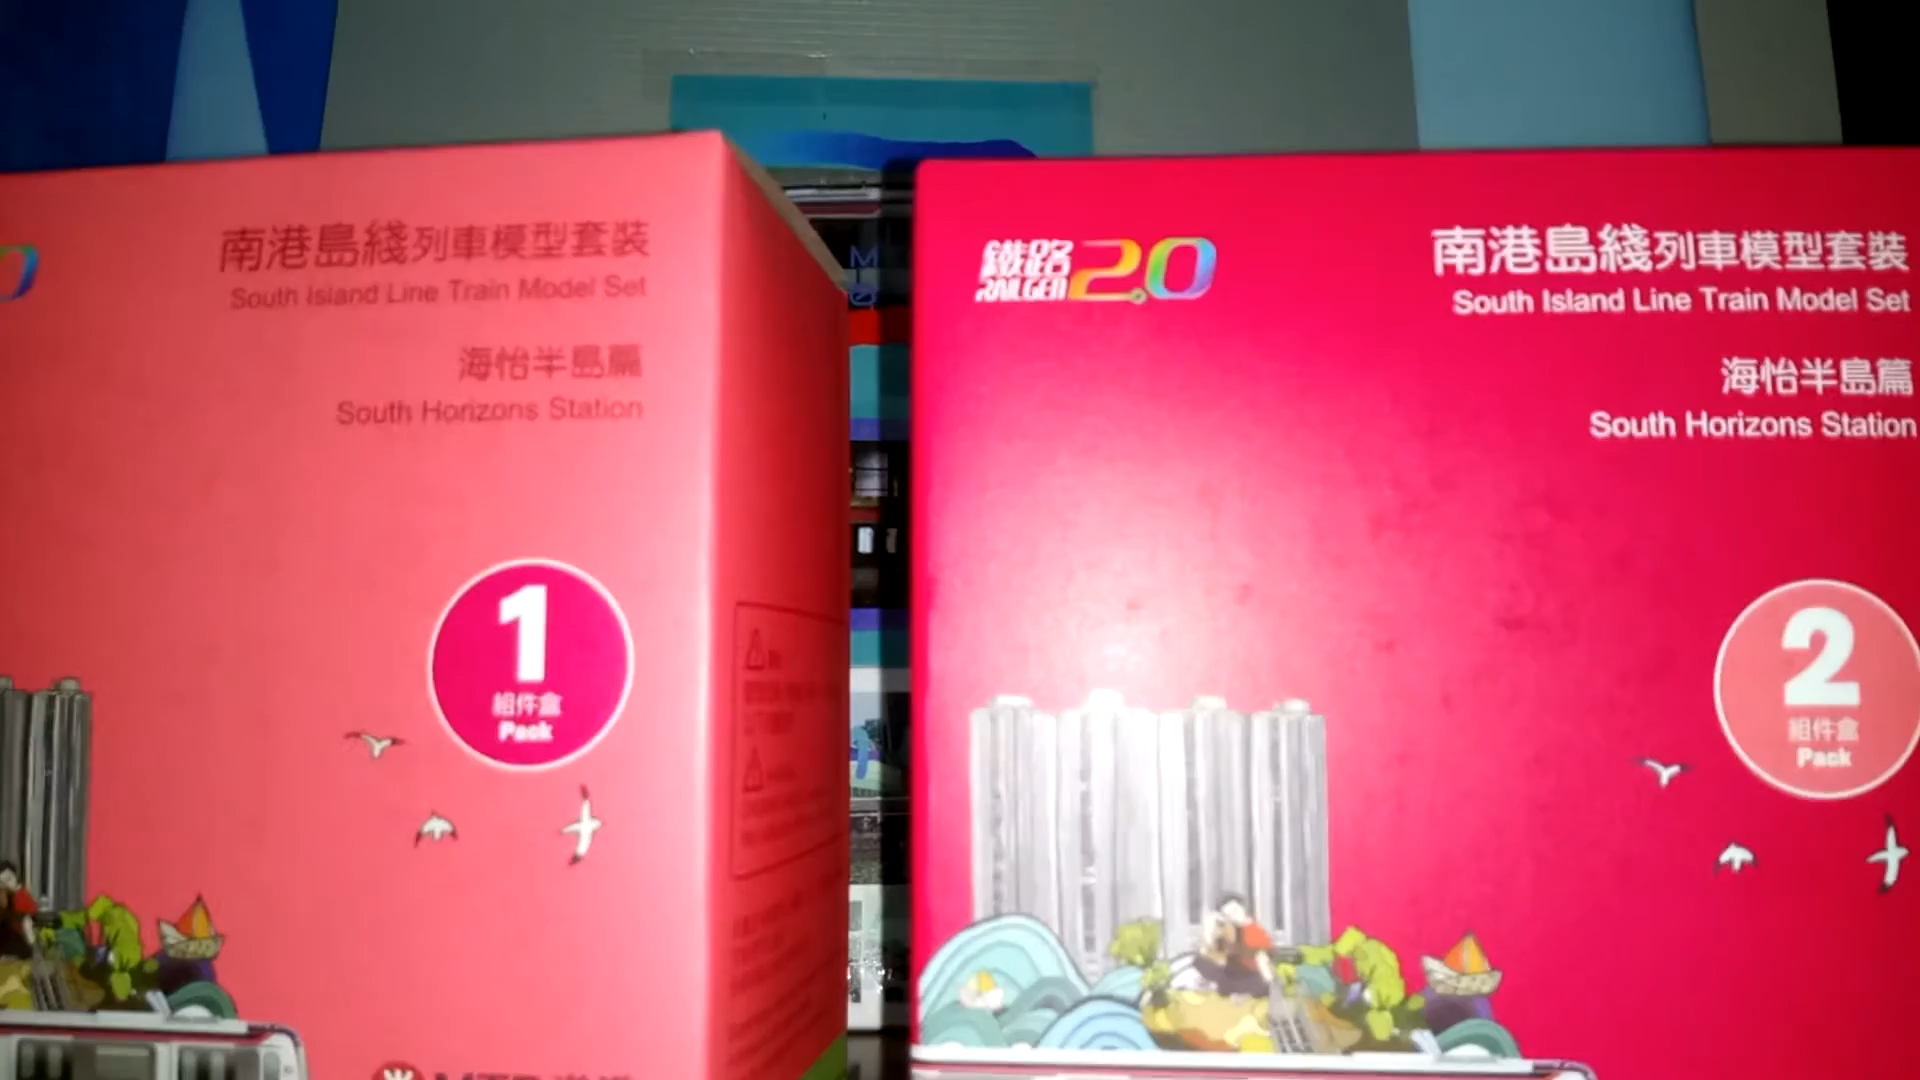 南港島綫列車模型套裝
South Island Line Train Model Set
海怡半島篇
South Horizons Station
1
組件盒
Pack
鐵路 2.0
RAILGEN
南港島綫列車模型套裝
South Island Line Train Model Set
海怡半島篇
South Horizons Station
2
組件盒
Pack